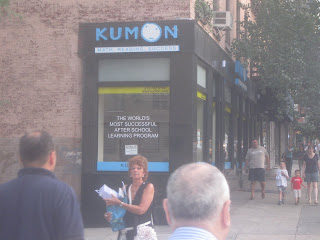 KUMON
MATH. READING. SUCCESS.
THE WORLD'S
MOST SUCCESSFUL
AFTER SCHOOL
LEARNING PROGRAM